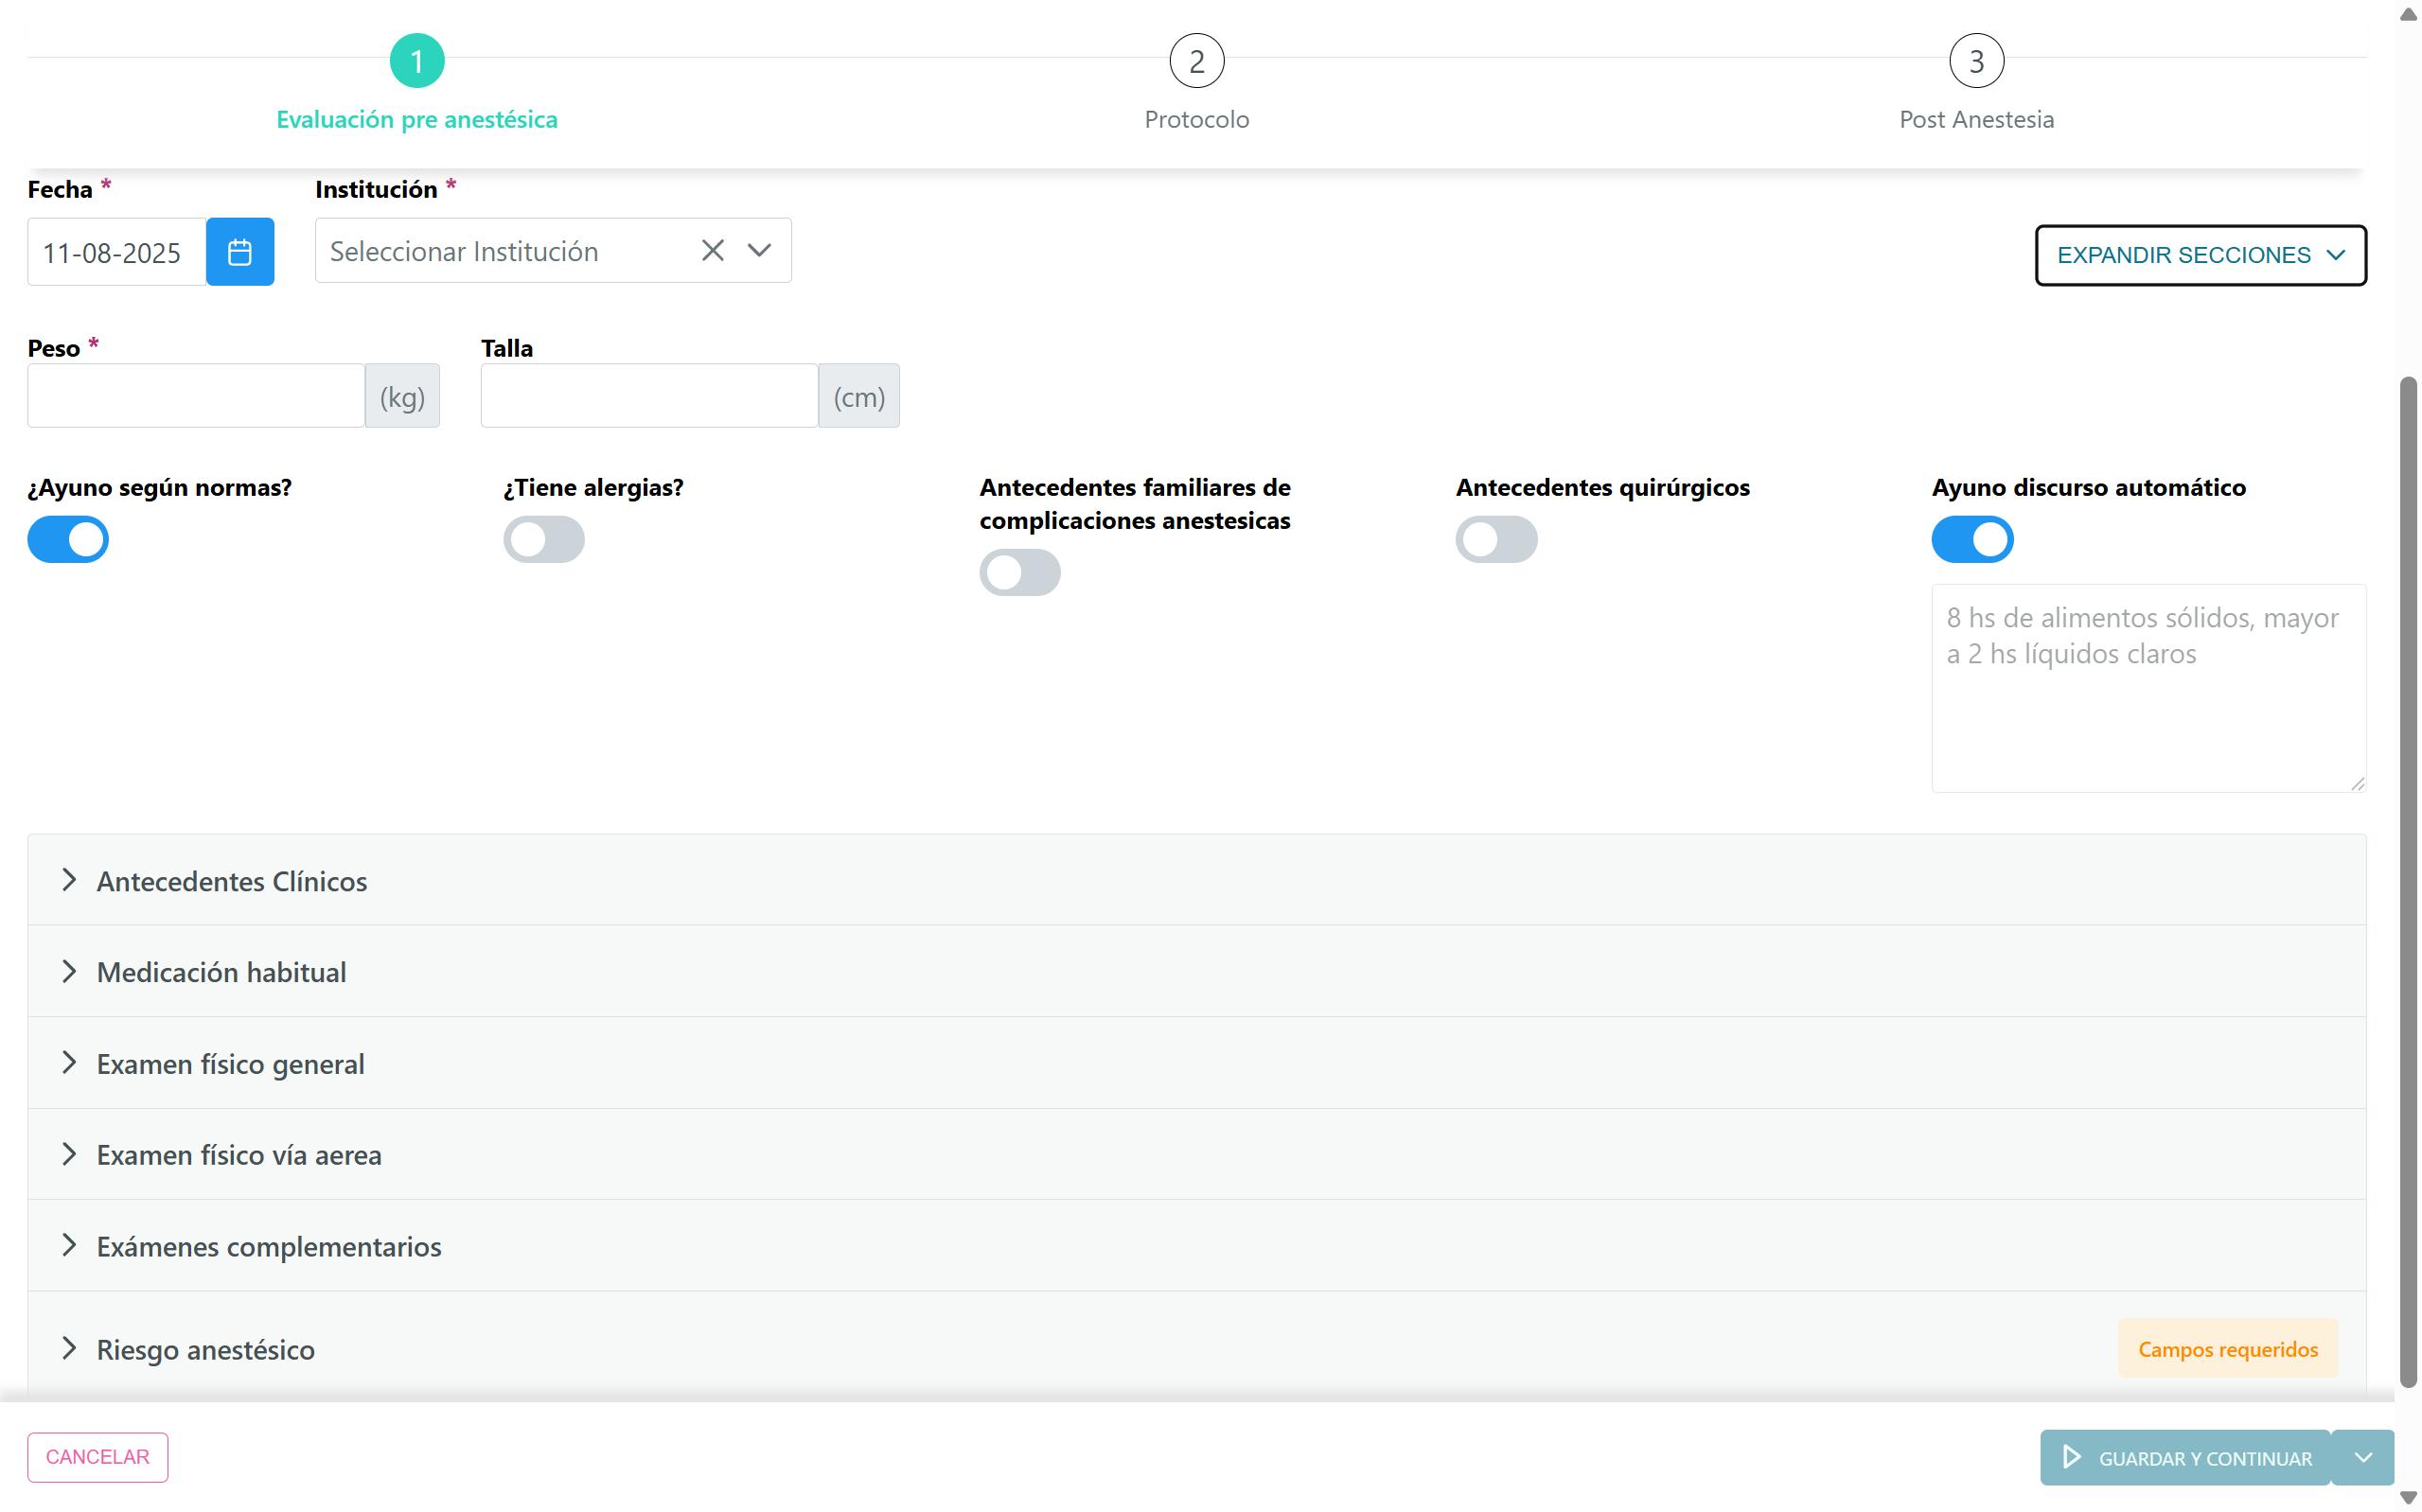 1
2
3
Evaluación pre anestésica
Protocolo
Post Anestesia
Fecha *
Institución *
11-08-2025
Seleccionar Institución
EXPANDIR SECCIONES
Peso *
Talla
(kg)
(cm)
¿Ayuno según normas?
¿Tiene alergias?
Antecedentes familiares de
complicaciones anestesicas
Antecedentes quirúrgicos
Ayuno discurso automático
8 hs de alimentos sólidos, mayor
a 2 hs líquidos claros
Antecedentes Clínicos
Medicación habitual
Examen físico general
Examen físico vía aerea
Exámenes complementarios
Riesgo anestésico
Campos requeridos
CANCELAR
GUARDAR Y CONTINUAR